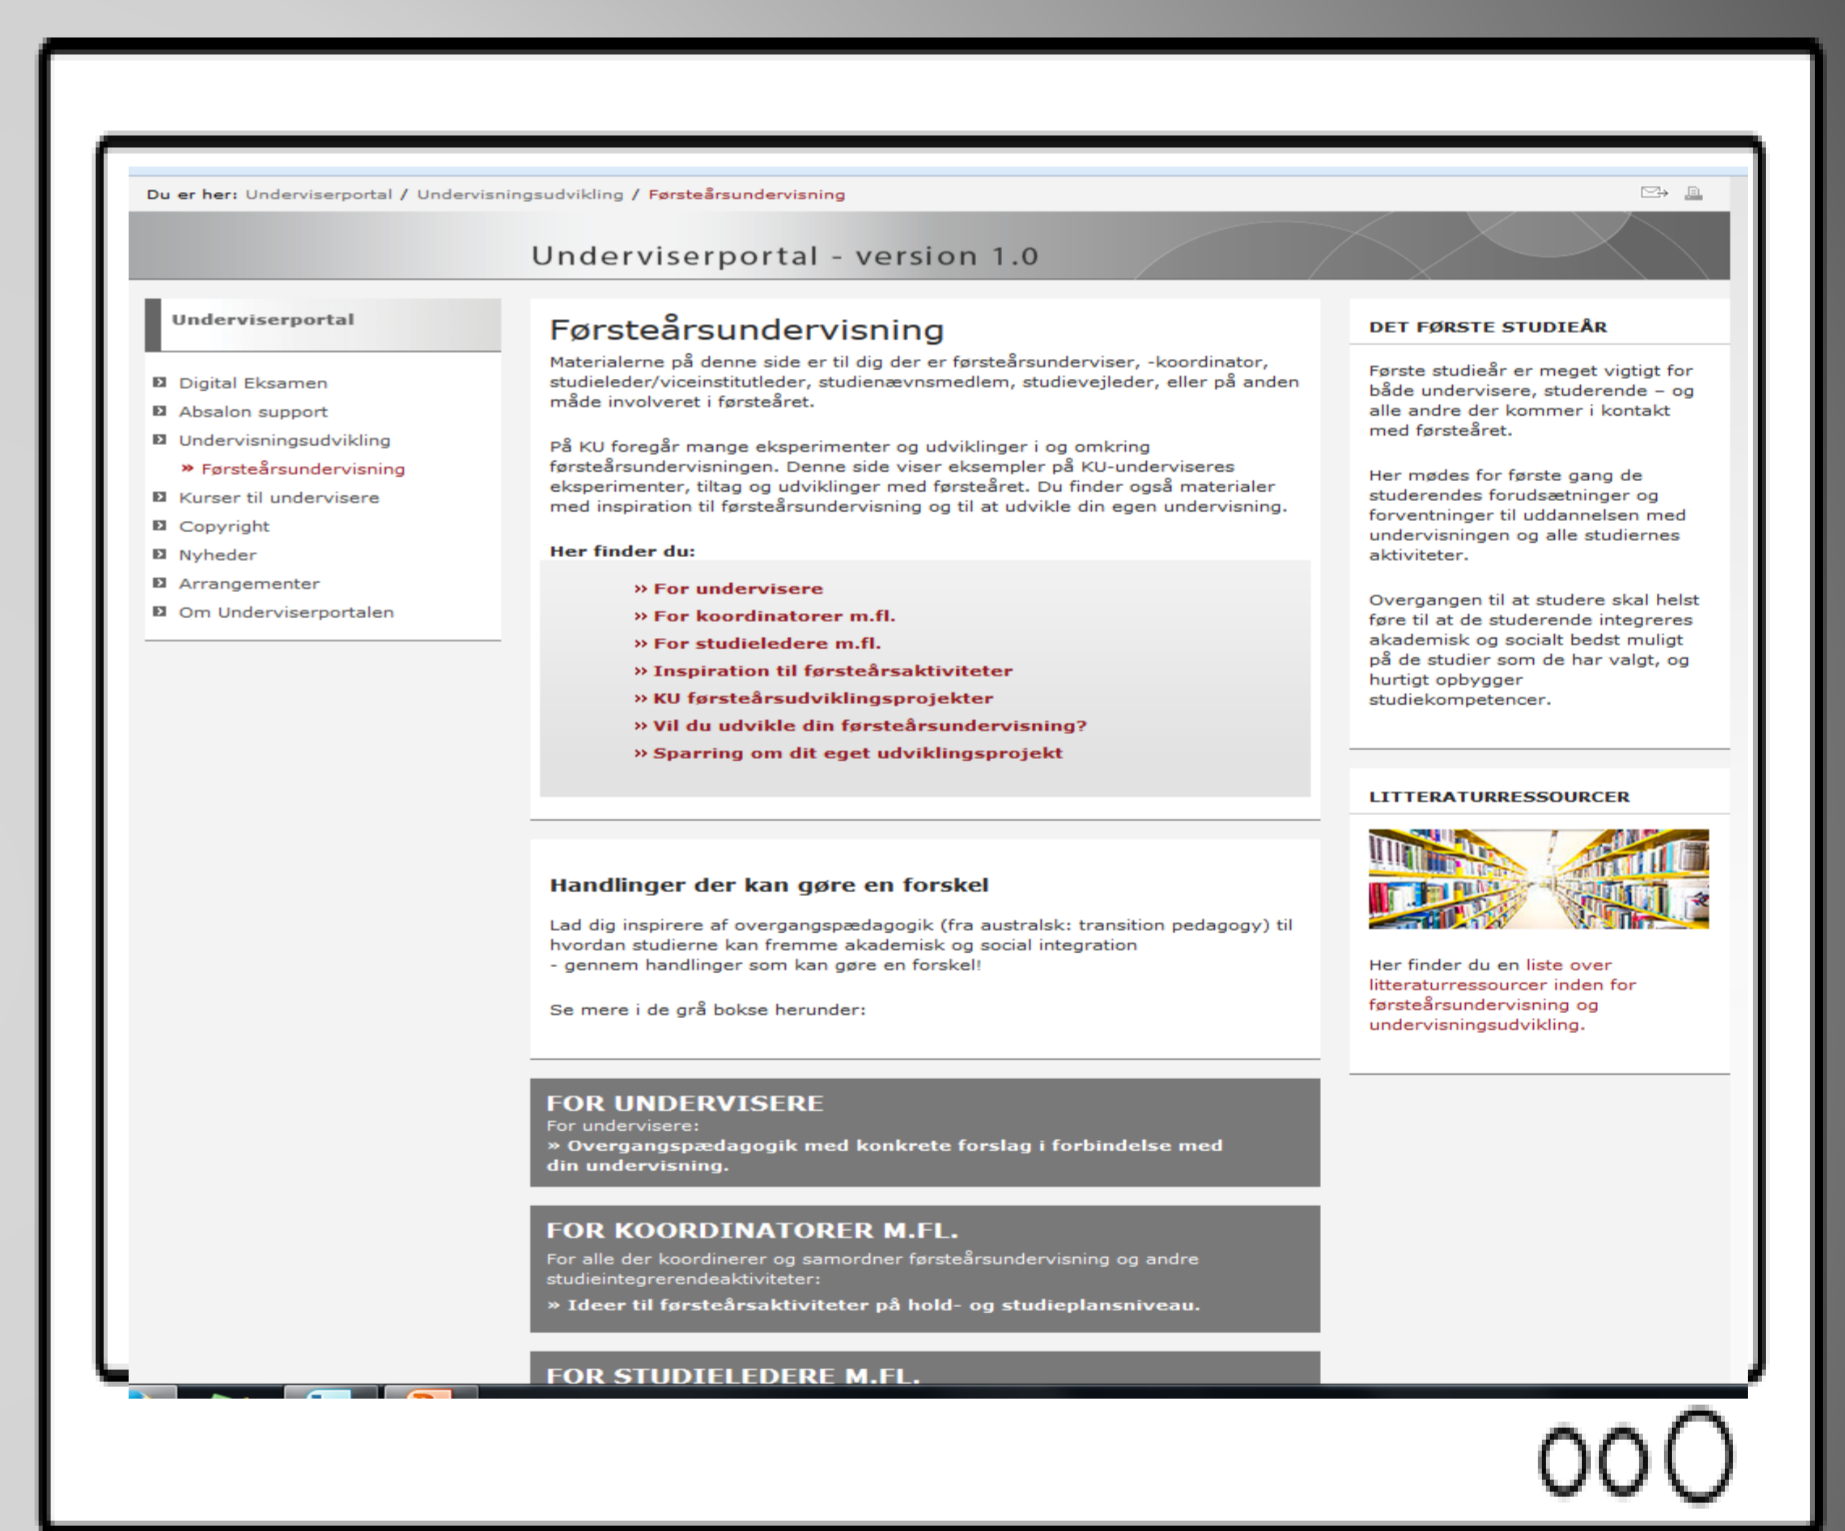 Du er her: Underviserportal / Undervisningsudvikling / Førsteårsundervisning
Underviserportal - version 1.0
Underviserportal
Digital Eksamen
Absalon support
Undervisningsudvikling
» Førsteårsundervisning
Kurser til undervisere
Copyright
Nyheder
Arrangementer
Om Underviserportalen
Førsteårsundervisning
Materialerne på denne side er til dig der er førsteårsunderviser, -koordinator,
studieleder/viceinstitutleder, studienævnsmedlem, studievejleder, eller på anden
måde involveret i førsteåret.
På KU foregår mange eksperimenter og udviklinger i og omkring
førsteårsundervisningen. Denne side viser eksempler på KU-underviseres
eksperimenter, tiltag og udviklinger med førsteåret. Du finder også materialer
med inspiration til førsteårsundervisning og til at udvikle din egen undervisning.
Her finder du:
» For undervisere
» For koordinatorer m.fl.
» For studieledere m.fl.
» Inspiration til førsteårsaktiviteter
» KU førsteårsudviklingsprojekter
» Vil du udvikle din førsteårsundervisning?
» Sparring om dit eget udviklingsprojekt
Handlinger der kan gøre en forskel
Lad dig inspirere af overgangspædagogik (fra australsk: transition pedagogy) til
hvordan studierne kan fremme akademisk og social integration
- gennem handlinger som kan gøre en forskel!
Se mere i de grå bokse herunder:
FOR UNDERVISERE
For undervisere:
» Overgangspædagogik med konkrete forslag i forbindelse med
din undervisning.
FOR KOORDINATORER M.FL.
For alle der koordinerer og samordner førsteårsundervisning og andre
studieintegrerendeaktiviteter:
» Ideer til førsteårsaktiviteter på hold- og studieplansniveau.
FOR STUDIELEDERE M.FL.
DET FØRSTE STUDIEÅR
Første studieår er meget vigtigt for
både undervisere, studerende – og
alle andre der kommer i kontakt
med førsteåret.
Her mødes for første gang de
studerendes forudsætninger og
forventninger til uddannelsen med
undervisningen og alle studiernes
aktiviteter.
Overgangen til at studere skal helst
føre til at de studerende integreres
akademisk og socialt bedst muligt
på de studier som de har valgt, og
hurtigt opbygger
studiekompetencer.
LITTERATURRESSOURCER
Her finder du en liste over
litteraturressourcer inden for
førsteårsundervisning og
undervisningsudvikling.